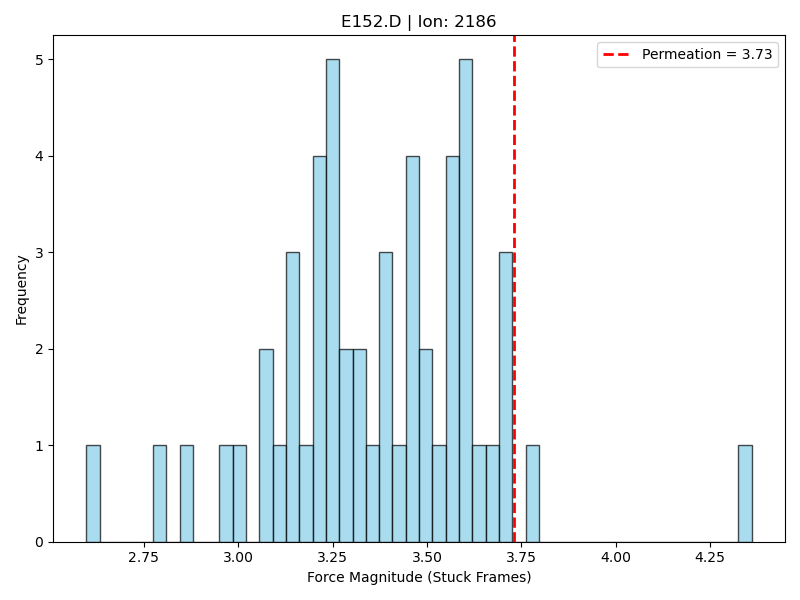 E152.D | Ion: 2186
Permeation = 3.73
5
4
3
2
1
0
Frequency
2.75 3.00 3.25 3.50 3.75 4.00 4.25
Force Magnitude (Stuck Frames)